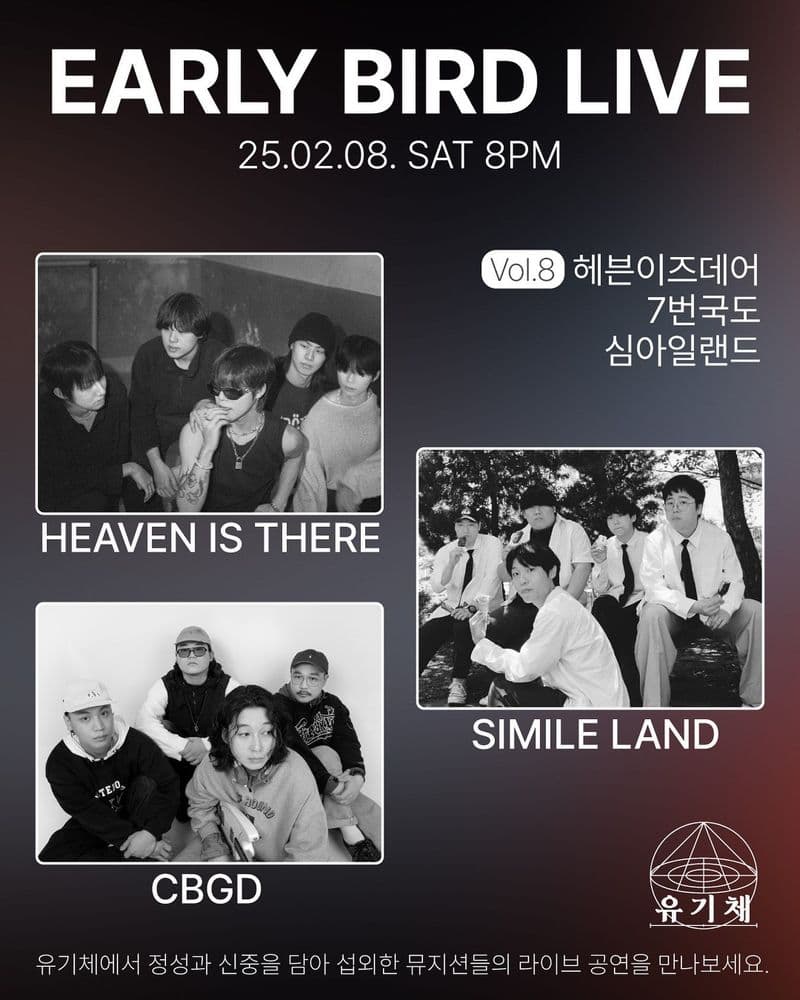 EARLY BIRD LIVE
25.02.08. SAT 8PM
Vol.8 헤븐이즈데어
7번국도
심아일랜드
HEAVEN IS THERE
SIMILE LAND
CBGD
유기체
유기체에서 정성과 신중을 담아 섭외한 뮤지션들의 라이브 공연을 만나보세요.